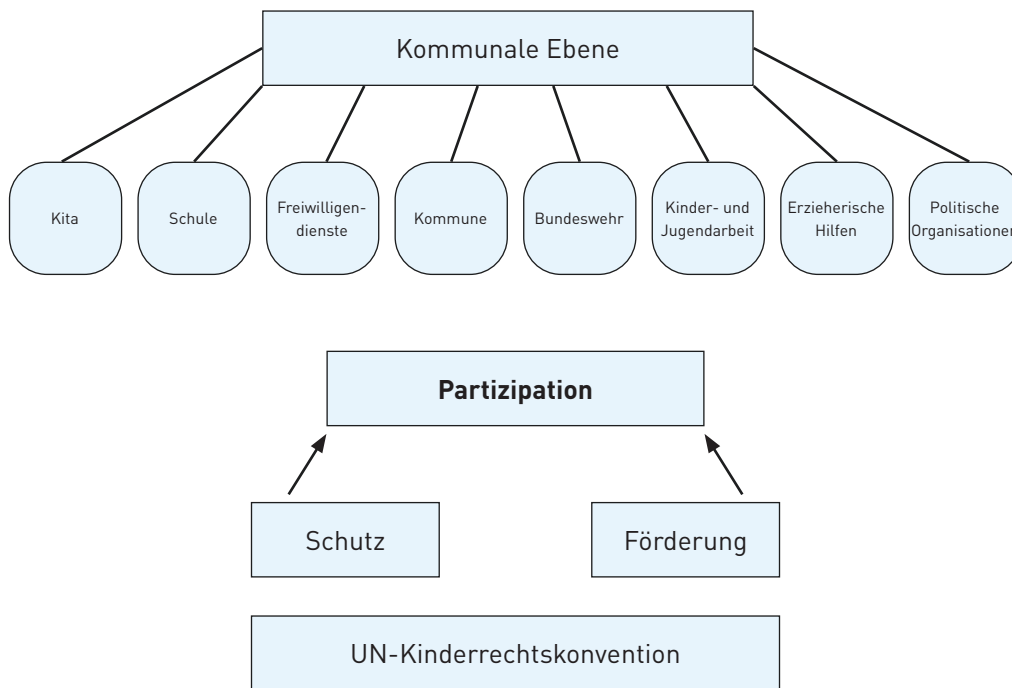 Kommunale Ebene
Kita
Schule
Freiwilligen-
dienste
Kommune
Bundeswehr
Kinder- und
Jugendarbeit
Erzieherische
Hilfen
Politische
Organisationen
Partizipation
Schutz
Förderung
UN-Kinderrechtskonvention